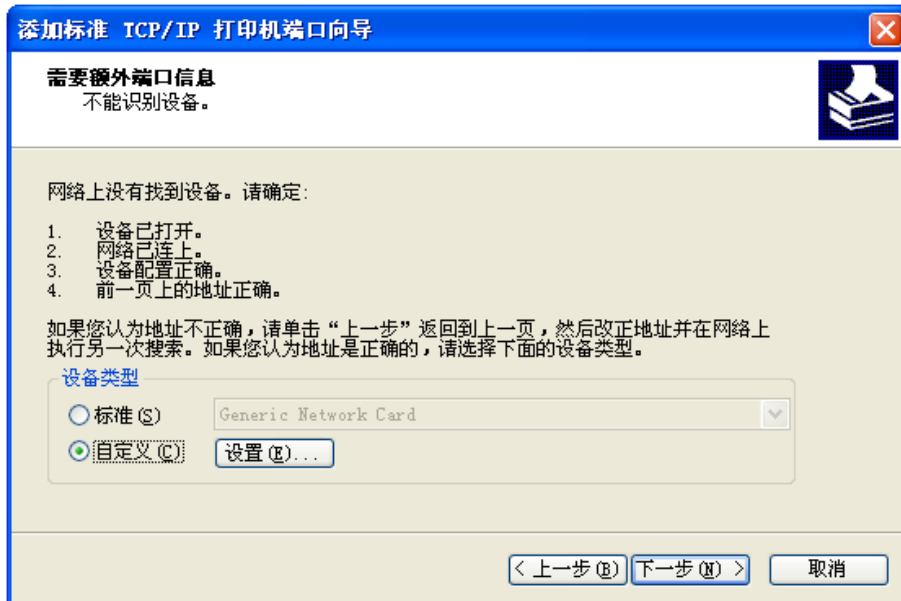 添加标准 TCP/IP 打印机端口向导
需要额外端口信息
不能识别设备。
网络上没有找到设备。请确定:
1. 设备已打开。
2. 网络已连上。
3. 设备配置正确。
4. 前一页上的地址正确。
如果您认为地址不正确,请单击“上一步”返回到上一页,然后改正地址并在网络上
执行另一次搜索。如果您认为地址是正确的,请选择下面的设备类型。
设备类型
标准(S) Generic Network Card
自定义(C) 设置(E)...
< 上一步(B) 下一步(N) > 取消